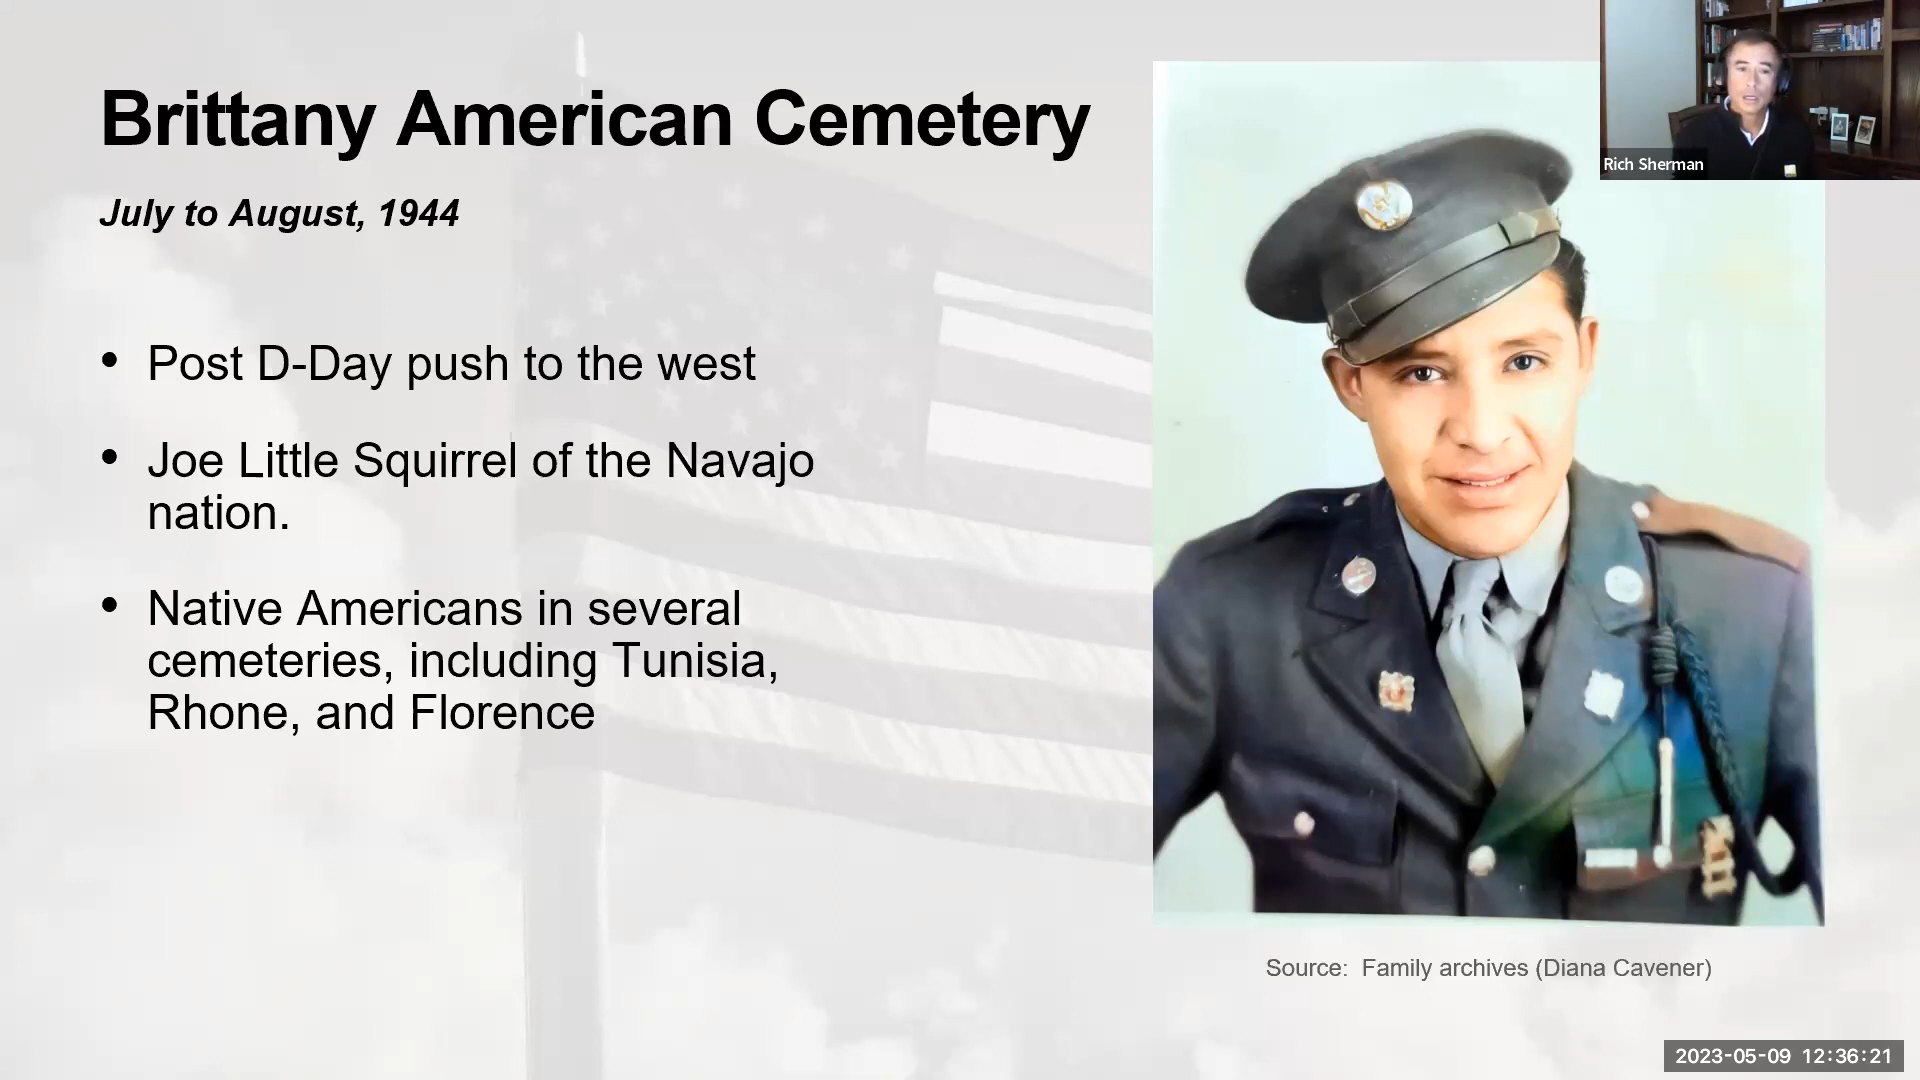 Brittany American Cemetery
July to August, 1944
• Post D-Day push to the west
• Joe Little Squirrel of the Navajo
nation.
• Native Americans in several
cemeteries, including Tunisia,
Rhone, and Florence
Rich Sherman
Source:  Family archives (Diana Cavener)
2023-05-09 12:36:21